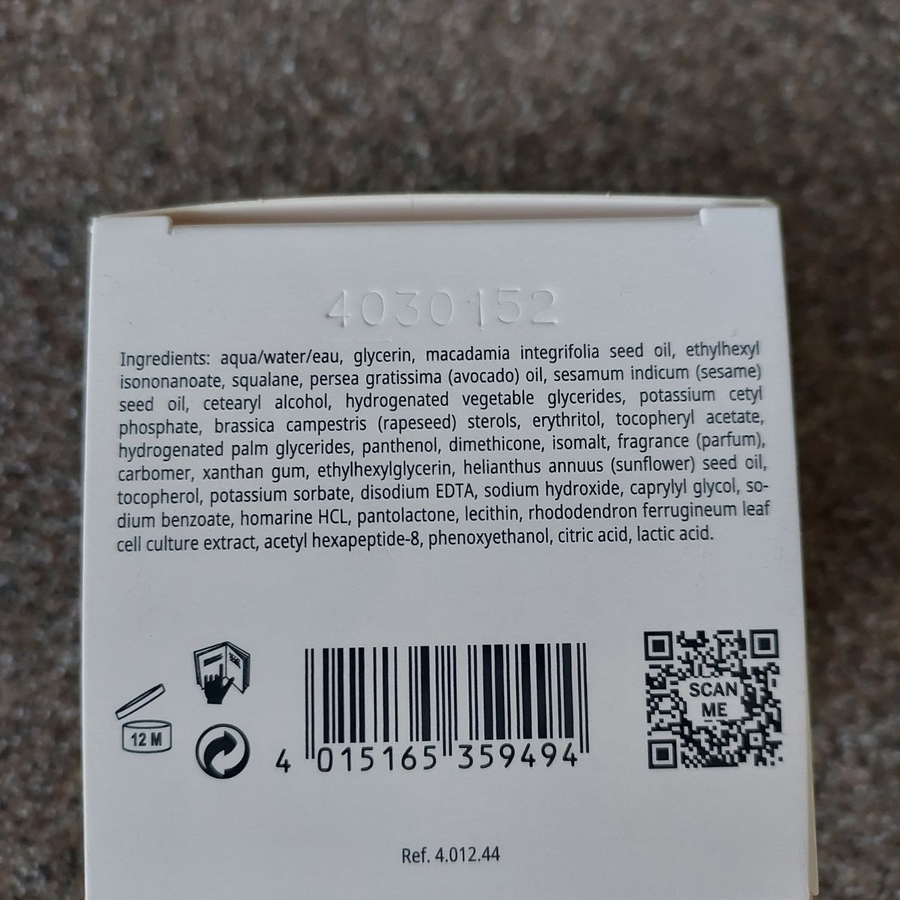 4030152
Ingredients: aqua/water/eau, glycerin, macadamia integrifolia seed oil, ethylhexyl
isononanoate, squalane, persea gratissima (avocado) oil, sesamum indicum (sesame)
seed oil, cetearyl alcohol, hydrogenated vegetable glycerides, potassium cetyl
phosphate, brassica campestris (rapeseed) sterols, erythritol, tocopheryl acetate,
hydrogenated palm glycerides, panthenol, dimethicone, isomalt, fragrance (parfum),
carbomer, xanthan gum, ethylhexylglycerin, helianthus annuus (sunflower) seed oil,
tocopherol, potassium sorbate, disodium EDTA, sodium hydroxide, caprylyl glycol, so-
dium benzoate, homarine HCL, pantolactone, lecithin, rhododendron ferrugineum leaf
cell culture extract, acetyl hexapeptide-8, phenoxyethanol, citric acid, lactic acid.
12 M
4 015165 359494
SCAN
ME
Ref. 4.012.44